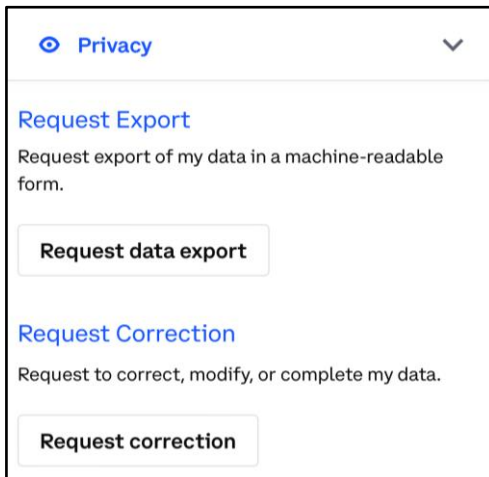 Privacy
Request Export
Request export of my data in a machine-readable
form.
Request data export
Request Correction
Request to correct, modify, or complete my data.
Request correction